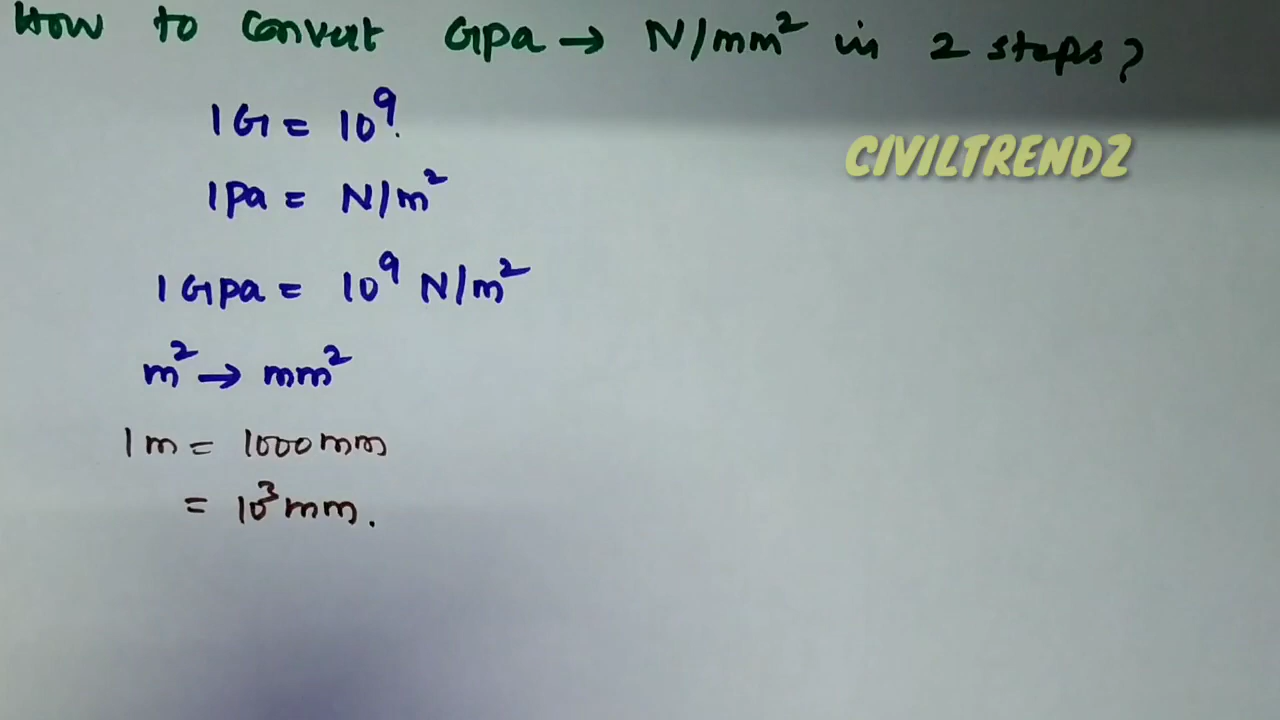 How to convert Gpa → N/mm²  in 2 steps?
1G = 10⁹.
CIVILTRENDZ
1Pa = N/m²
1Gpa = 10⁹ N/m²
m² → mm²
1m = 1000mm
= 10³mm.